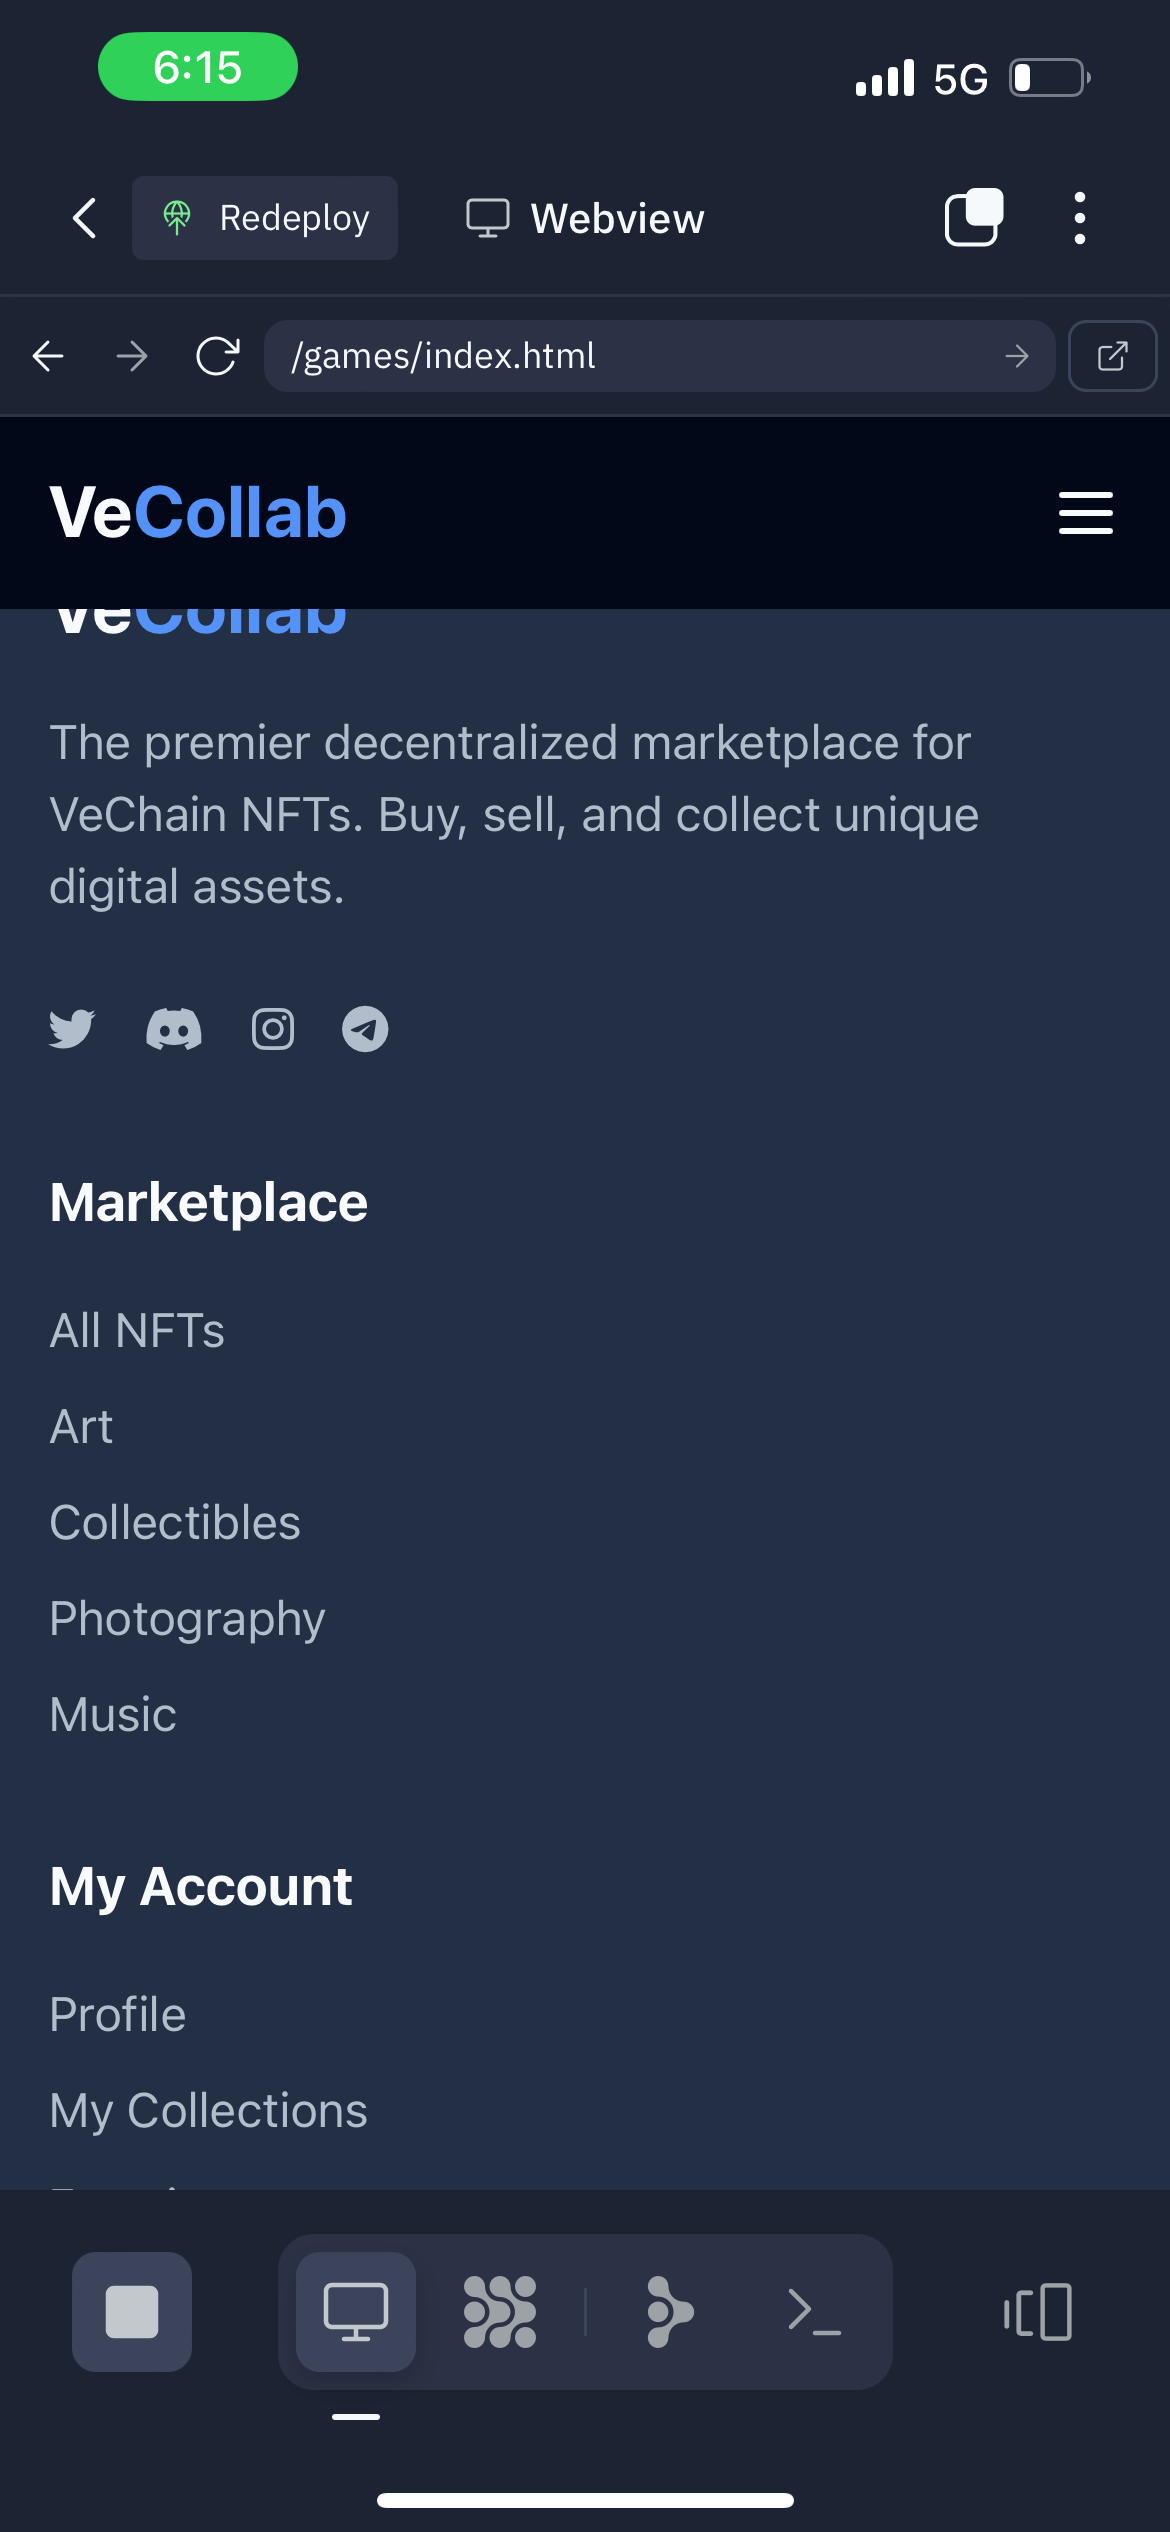 6:15
5G
Redeploy
Webview
/games/index.html
VeCollab
VeCollab
The premier decentralized marketplace for
VeChain NFTs. Buy, sell, and collect unique
digital assets.
Marketplace
All NFTs
Art
Collectibles
Photography
Music
My Account
Profile
My Collections